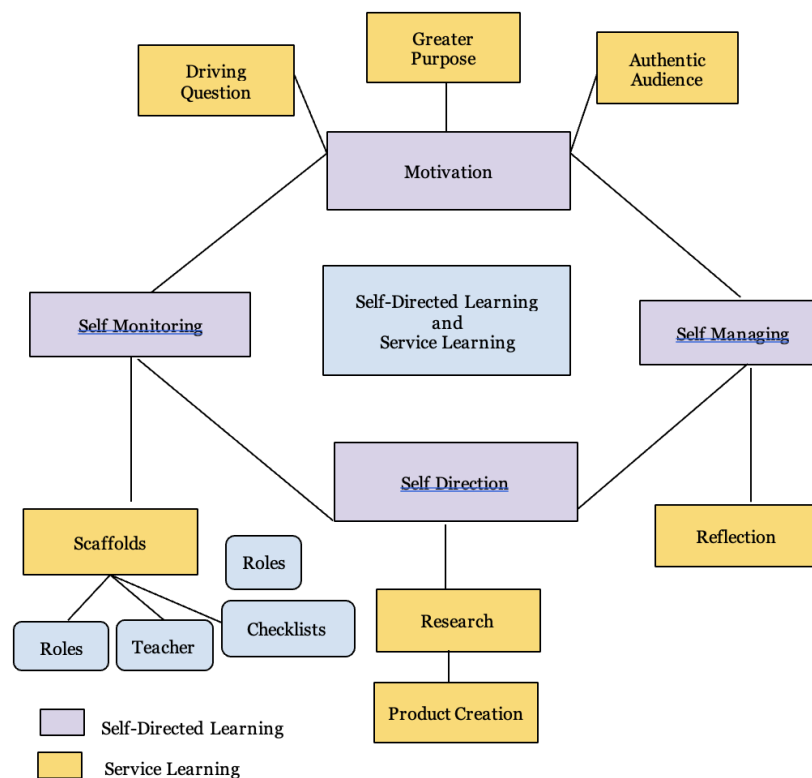 Greater
Purpose
Driving
Question
Authentic
Audience
Motivation
Self-Directed Learning
and
Service Learning
Self Monitoring
Self Managing
Self Direction
Scaffolds
Reflection
Roles
Roles
Teacher
Checklists
Research
Product Creation
Self-Directed Learning
Service Learning